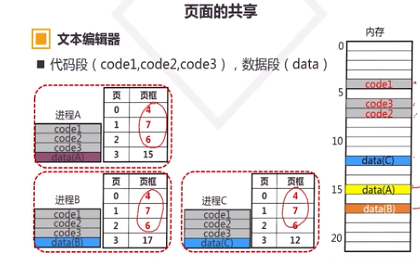 页面的共享
文本编辑器
代码段（code1,code2,code3），数据段（data）
进程A
code1
code2
code3
data(A)
页 页框
0 4
1 7
2 6
3 15
进程B
code1
code2
code3
data(B)
页 页框
0 4
1 7
2 6
3 17
进程C
code1
code2
code3
data(C)
页 页框
0 4
1 7
2 6
3 12
内存
0
code1
5
code3
code2
10
data(C)
15 data(A)
data(B)
20